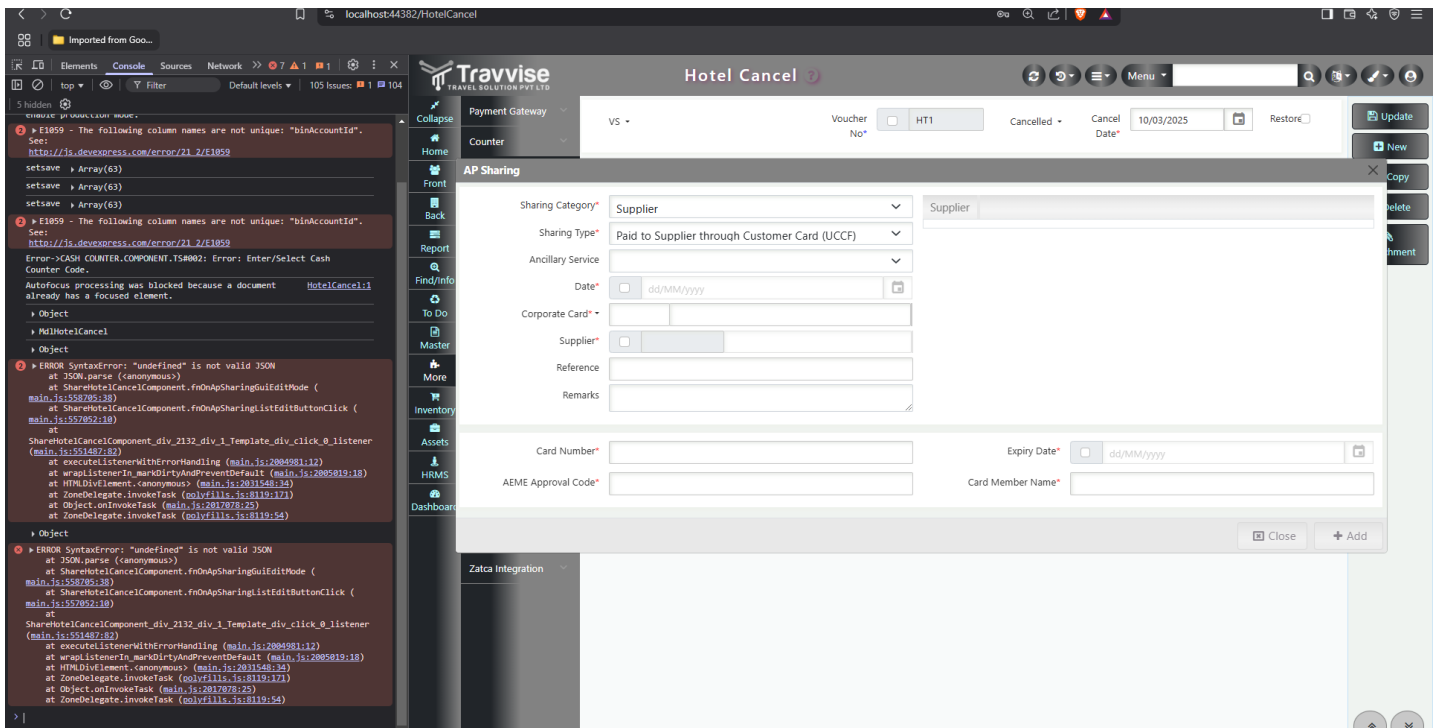 localhost:44382/HotelCancel
Imported from Goo...
Elements Console Sources Network 7 1 1
top Filter Default levels 105 Issues: 1 104
5 hidden
enable production mode.
2 E1059 - The following column names are not unique: "binAccountId".
See:
http://js.devexpress.com/error/21_2/E1059
setsave Array(63)
setsave Array(63)
setsave Array(63)
2 E1059 - The following column names are not unique: "binAccountId".
See:
http://js.devexpress.com/error/21_2/E1059
Error->CASH COUNTER.COMPONENT.TS#002: Error: Enter/Select Cash
Counter Code.
Autofocus processing was blocked because a document HotelCancel:1
already has a focused element.
Object
MdlHotelCancel
Object
2 ERROR SyntaxError: "undefined" is not valid JSON
at JSON.parse (<anonymous>)
at ShareHotelCancelComponent.fnOnApSharingGuiEditMode (
main.js:558705:38)
at ShareHotelCancelComponent.fnOnApSharingListEditButtonClick (
main.js:557052:10)
at
ShareHotelCancelComponent_div_2132_div_1_Template_div_click_0_listener
(main.js:551487:82)
at executeListenerWithErrorHandling (main.js:2004981:12)
at wrapListenerIn_markDirtyAndPreventDefault (main.js:2005019:18)
at HTMLDivElement.<anonymous> (main.js:2031548:34)
at ZoneDelegate.invokeTask (polyfills.js:8119:171)
at Object.onInvokeTask (main.js:2017078:25)
at ZoneDelegate.invokeTask (polyfills.js:8119:54)
Object
ERROR SyntaxError: "undefined" is not valid JSON
at JSON.parse (<anonymous>)
at ShareHotelCancelComponent.fnOnApSharingGuiEditMode (
main.js:558705:38)
at ShareHotelCancelComponent.fnOnApSharingListEditButtonClick (
main.js:557052:10)
at
ShareHotelCancelComponent_div_2132_div_1_Template_div_click_0_listener
(main.js:551487:82)
at executeListenerWithErrorHandling (main.js:2004981:12)
at wrapListenerIn_markDirtyAndPreventDefault (main.js:2005019:18)
at HTMLDivElement.<anonymous> (main.js:2031548:34)
at ZoneDelegate.invokeTask (polyfills.js:8119:171)
at Object.onInvokeTask (main.js:2017078:25)
at ZoneDelegate.invokeTask (polyfills.js:8119:54)
Travvise
TRAVEL SOLUTION PVT LTD
Hotel Cancel ?
Menu
Collapse
Home
Front
Back
Report
Find/Info
To Do
Master
More
Inventory
Assets
HRMS
Dashboar
Payment Gateway
Counter
Zatca Integration
VS
Voucher No* HT1
Cancelled
Cancel Date* 10/03/2025
Restore
Update
New
Copy
elete
hment
AP Sharing
Sharing Category* Supplier
Supplier
Sharing Type* Paid to Supplier through Customer Card (UCCF)
Ancillary Service
Date* dd/MM/yyyy
Corporate Card*
Supplier*
Reference
Remarks
Card Number*
Expiry Date* dd/MM/yyyy
AEME Approval Code*
Card Member Name*
Close
+ Add